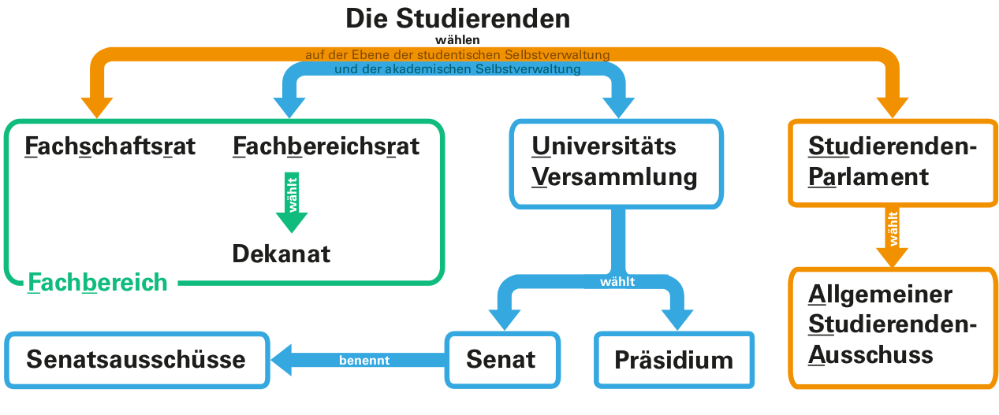 Die Studierenden
wählen
auf der Ebene der studentischen Selbstverwaltung
und der akademischen Selbstverwaltung
Fachschaftsrat
Fachbereichsrat
wählt
Dekanat
Fachbereich
Universitäts
Versammlung
Studierenden-
Parlament
wählt
wählt
Allgemeiner
Studierenden-
Ausschuss
Senatsausschüsse
benennt
Senat
Präsidium